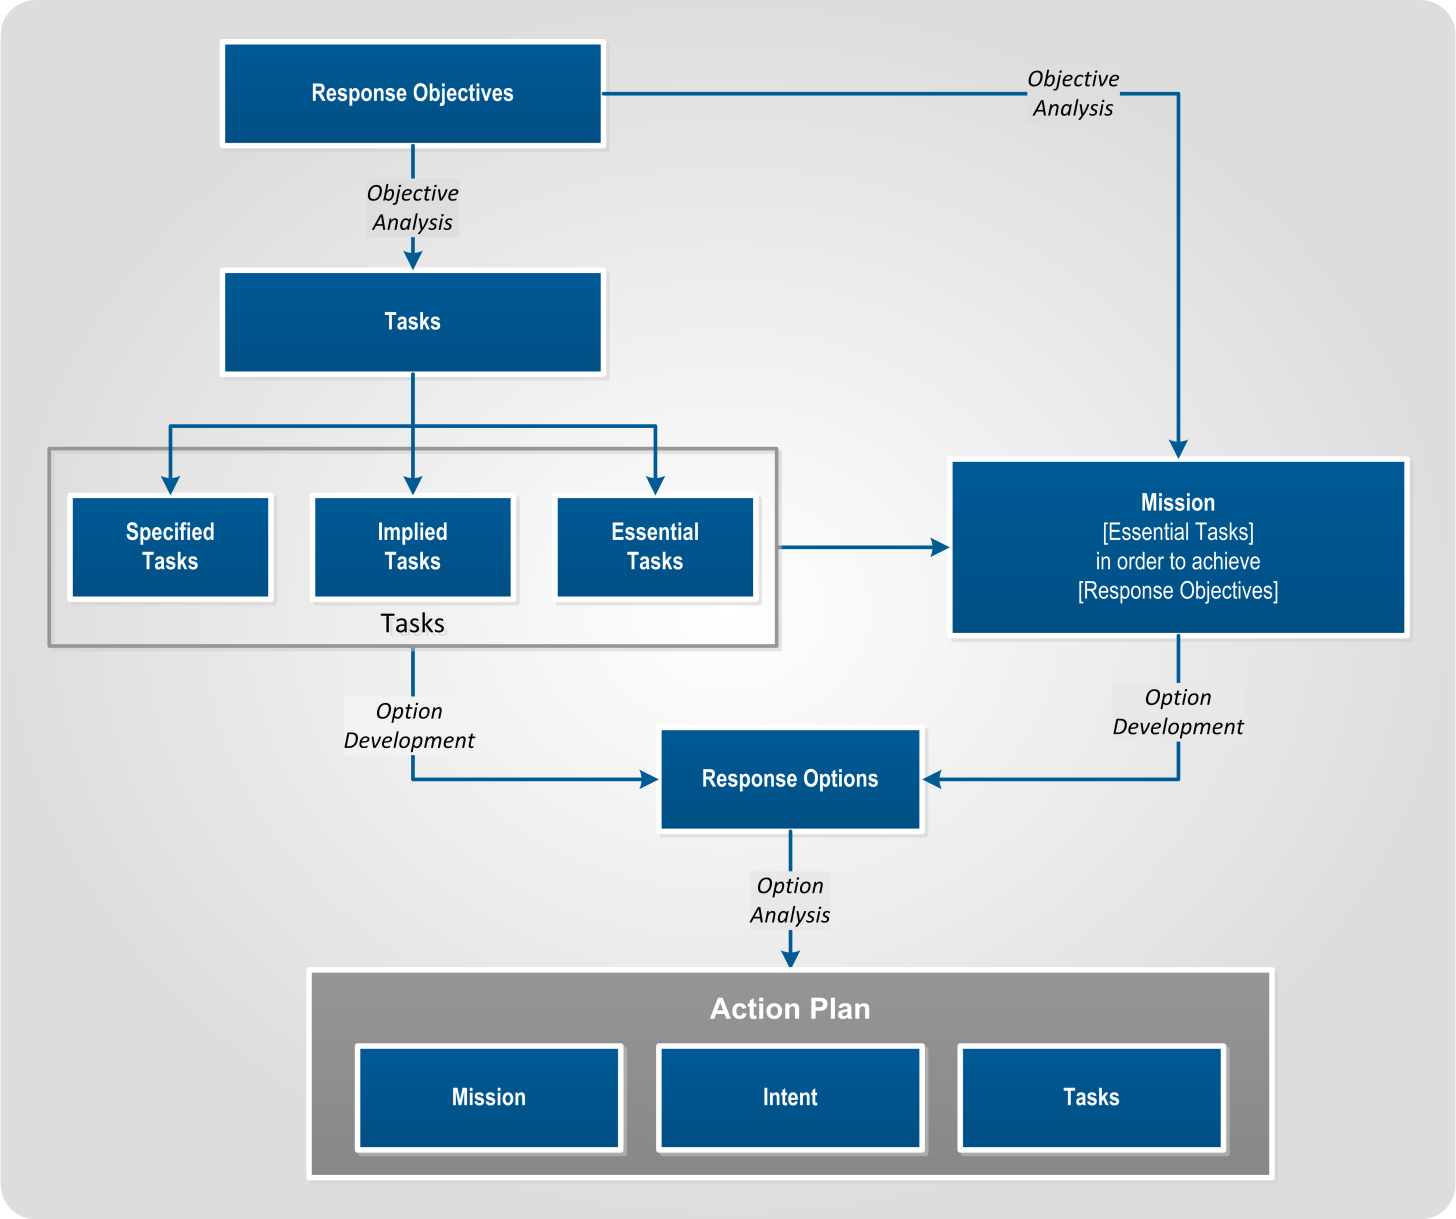 Response Objectives
Objective
Analysis
Objective
Analysis
Tasks
Specified
Tasks
Implied
Tasks
Essential
Tasks
Tasks
Mission
[Essential Tasks]
in order to achieve
[Response Objectives]
Option
Development
Option
Development
Response Options
Option
Analysis
Action Plan
Mission
Intent
Tasks